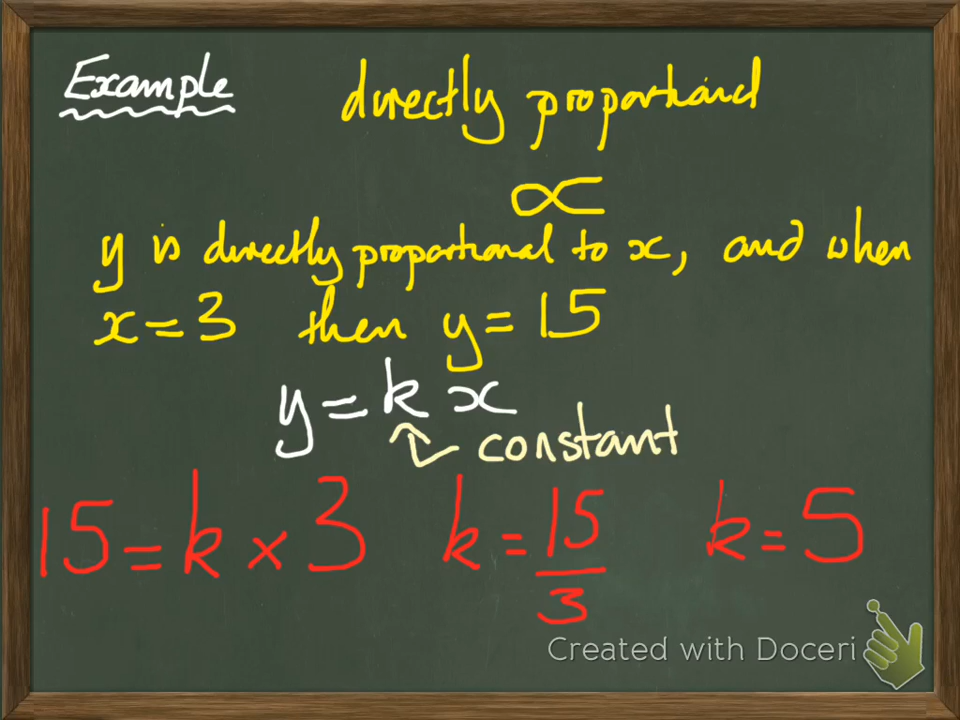 Example directly proportional
∝
y is directly proportional to x, and when
x = 3 then y = 15
y = k x
constant
15 = k × 3 k = 15/3 k = 5
Created with Doceri